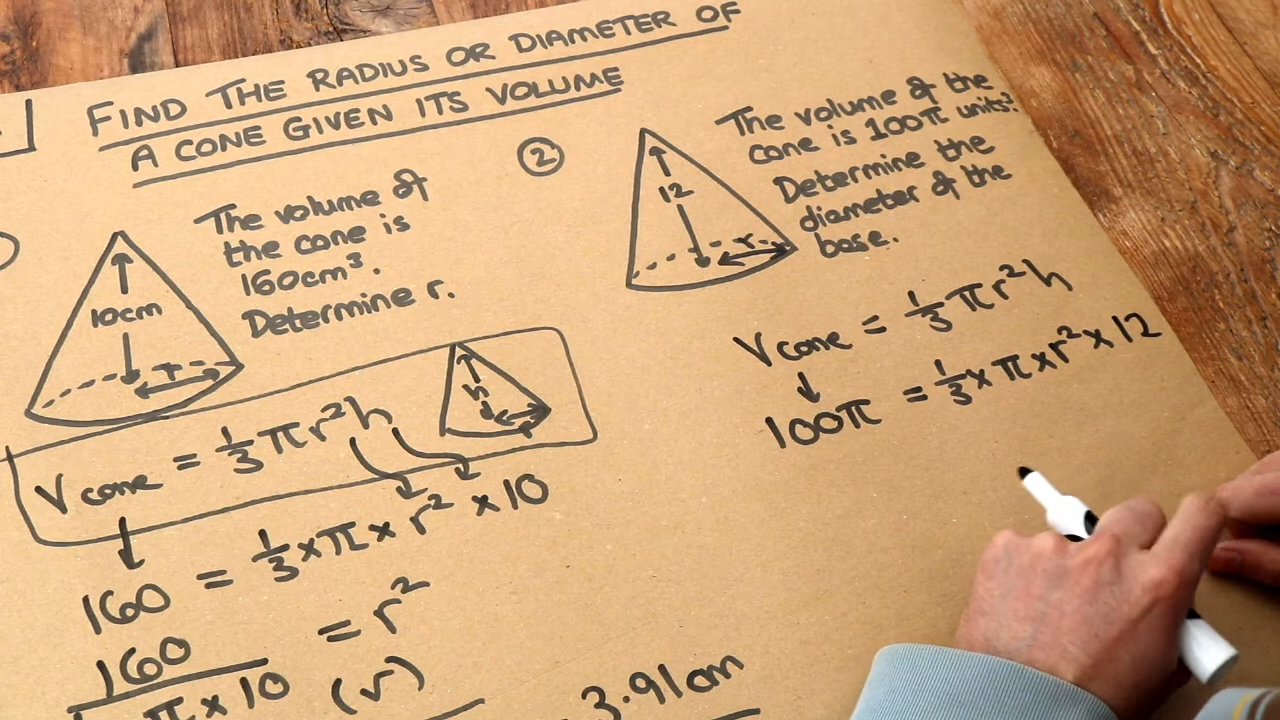 FIND THE RADIUS OR DIAMETER OF
A CONE GIVEN ITS VOLUME
The volume of
the cone is
160cm³.
Determine r.
10cm
r
V cone = 1/3 πr²h
h
r
160 = 1/3 × π × r² × 10
160 = r²
π × 10 (√)
3.91cm
②
The volume of the
cone is 100π units³.
Determine the
diameter of the
base.
12
r
V cone = 1/3 πr²h
100π = 1/3 × π × r² × 12